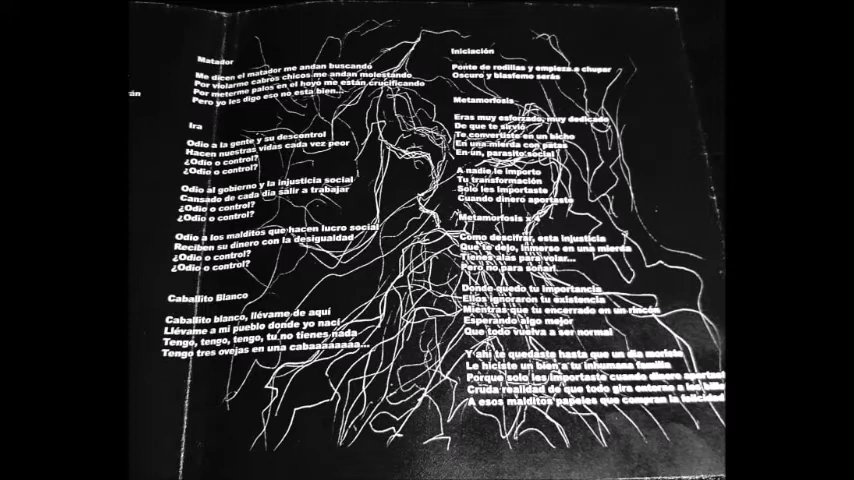 rán
Matador
Me dicen el matador me andan buscando
Por violarme cabros chicos me andan molestando
Por meterme palos en el hoyo me están crucificando
Pero yo les digo eso no esta bien...
Ira
Odio a la gente y su descontrol
Hacen nuestras vidas cada vez peor
¿Odio o control?
¿Odio o control?
Odio al gobierno y la injusticia social
Cansado de cada dia salir a trabajar
¿Odio o control?
¿Odio o control?
Odio a los malditos que hacen lucro social
Reciben su dinero con la desigualdad
¿Odio o control?
¿Odio o control?
Caballito Blanco
Caballito blanco, llévame de aquí
Llévame a mi pueblo donde yo nací
Tengo, tengo, tengo, tu no tienes nada
Tengo tres ovejas en una cabaaaaaaaa...
Iniciación
Ponte de rodillas y empieza a chupar
Oscuro y blasfemo serás
Metamorfosis
Eras muy esforzado, muy dedicado
De que te sirvió
Te convertiste en un bicho
En una mierda con patas
En un, parasito social
A nadie le importo
Tu transformación
Solo les importaste
Cuando dinero aportaste
Metamorfosis x 4
Como descifrar, esta injusticia
Que te dejo, inmerso en una mierda
Tienes alas para volar...
Pero no para soñar!
Donde quedo tu importancia
Ellos ignoraron tu existencia
Mientras que tu encerrado en un rincón
Esperando algo mejor
Que todo vuelva a ser normal
Y ahí te quedaste hasta que un dia moriste
Le hiciste un bien a tu inhumana familia
Porque solo les importaste cuando dinero aportast
Cruda realidad de que todo gire entorno a los bille
A esos malditos papeles que compran la felicidad